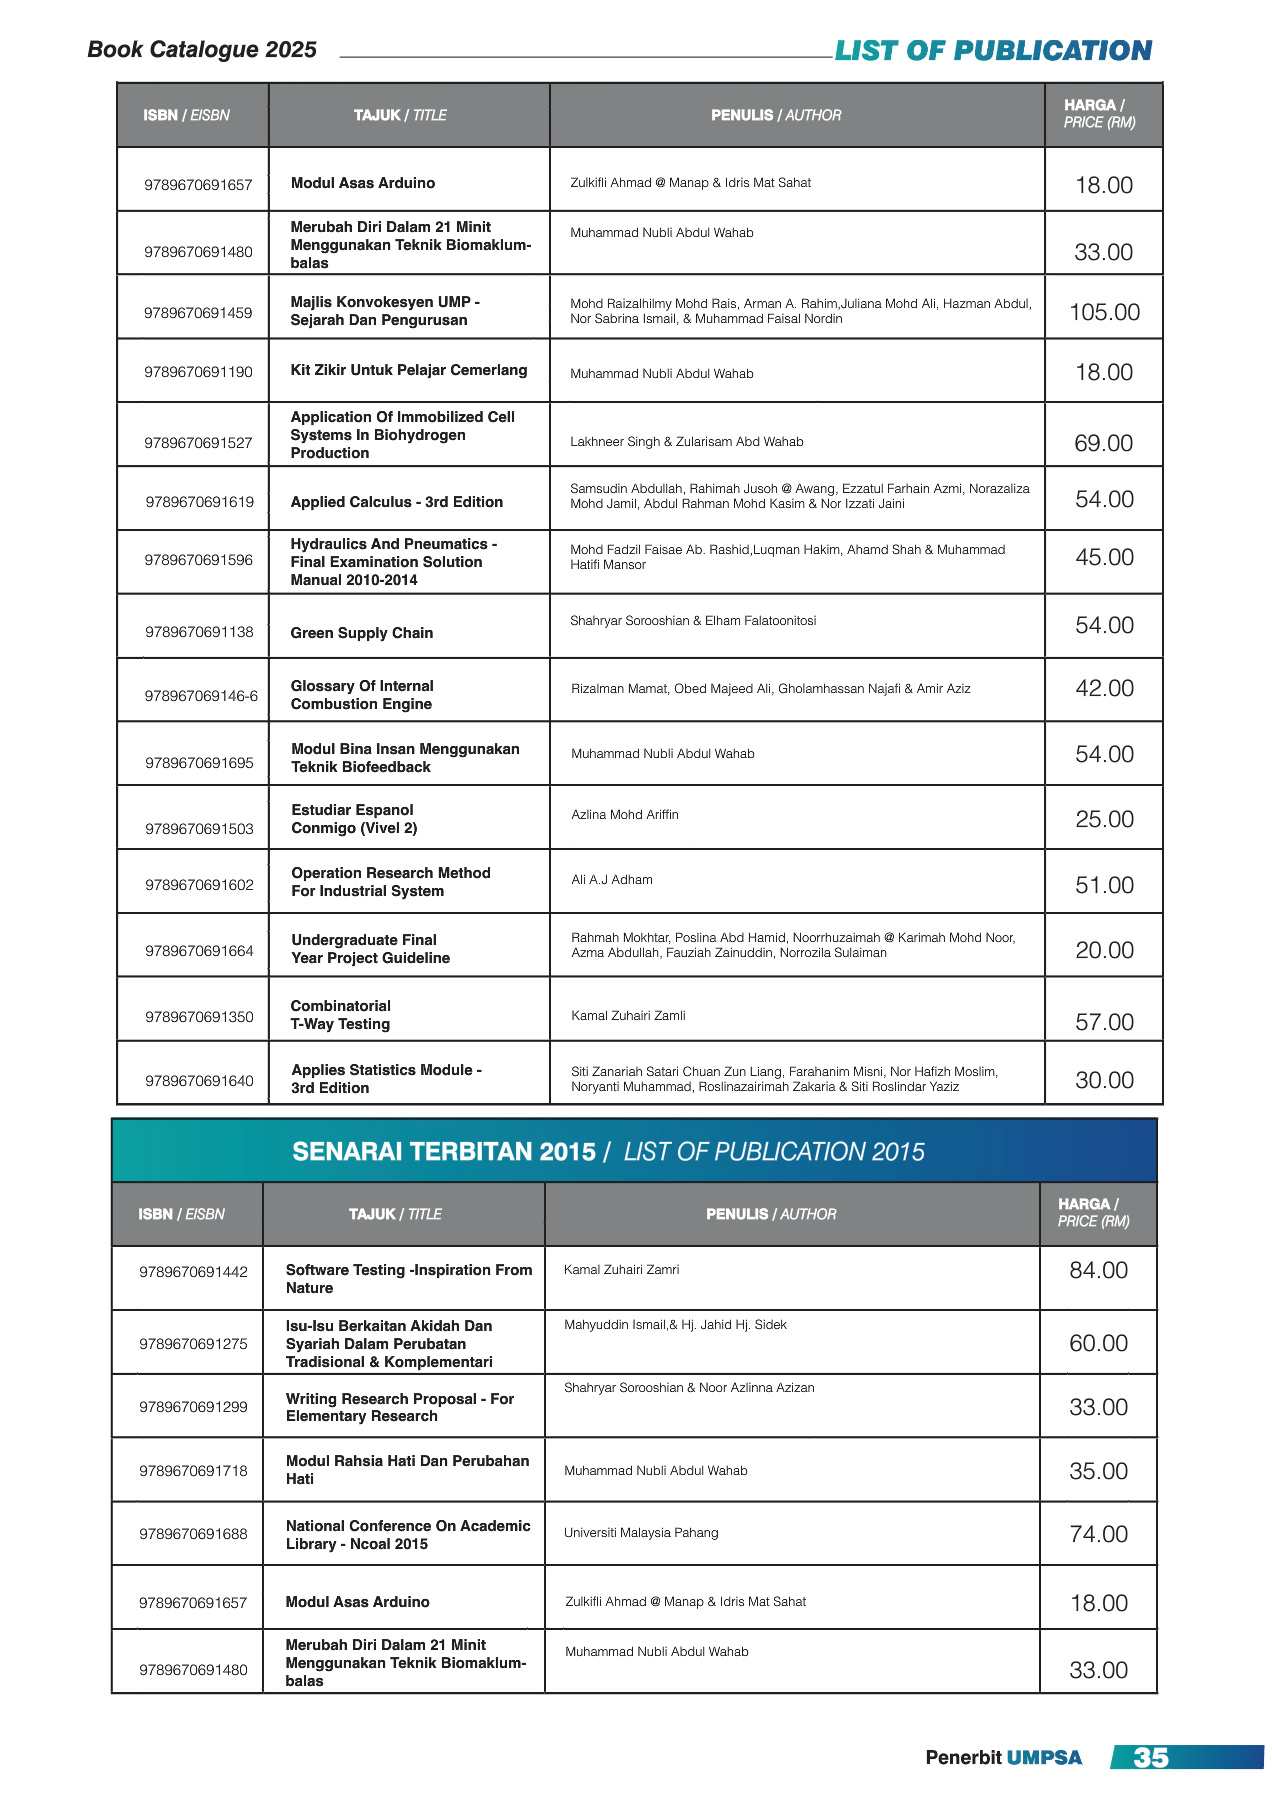 Book Catalogue 2025
LIST OF PUBLICATION
ISBN / EISBN
TAJUK / TITLE
PENULIS / AUTHOR
HARGA /
PRICE (RM)
9789670691657
Modul Asas Arduino
Zulkifli Ahmad @ Manap & Idris Mat Sahat
18.00
9789670691480
Merubah Diri Dalam 21 Minit
Menggunakan Teknik Biomaklum-
balas
Muhammad Nubli Abdul Wahab
33.00
9789670691459
Majlis Konvokesyen UMP -
Sejarah Dan Pengurusan
Mohd Raizalhilmy Mohd Rais, Arman A. Rahim,Juliana Mohd Ali, Hazman Abdul,
Nor Sabrina Ismail, & Muhammad Faisal Nordin
105.00
9789670691190
Kit Zikir Untuk Pelajar Cemerlang
Muhammad Nubli Abdul Wahab
18.00
9789670691527
Application Of Immobilized Cell
Systems In Biohydrogen
Production
Lakhneer Singh & Zularisam Abd Wahab
69.00
9789670691619
Applied Calculus - 3rd Edition
Samsudin Abdullah, Rahimah Jusoh @ Awang, Ezzatul Farhain Azmi, Norazaliza
Mohd Jamil, Abdul Rahman Mohd Kasim & Nor Izzati Jaini
54.00
9789670691596
Hydraulics And Pneumatics -
Final Examination Solution
Manual 2010-2014
Mohd Fadzil Faisae Ab. Rashid,Luqman Hakim, Ahamd Shah & Muhammad
Hatifi Mansor
45.00
9789670691138
Green Supply Chain
Shahryar Sorooshian & Elham Falatoonitosi
54.00
978967069146-6
Glossary Of Internal
Combustion Engine
Rizalman Mamat, Obed Majeed Ali, Gholamhassan Najafi & Amir Aziz
42.00
9789670691695
Modul Bina Insan Menggunakan
Teknik Biofeedback
Muhammad Nubli Abdul Wahab
54.00
9789670691503
Estudiar Espanol
Conmigo (Vivel 2)
Azlina Mohd Ariffin
25.00
9789670691602
Operation Research Method
For Industrial System
Ali A.J Adham
51.00
9789670691664
Undergraduate Final
Year Project Guideline
Rahmah Mokhtar, Poslina Abd Hamid, Noorrhuzaimah @ Karimah Mohd Noor,
Azma Abdullah, Fauziah Zainuddin, Norrozila Sulaiman
20.00
9789670691350
Combinatorial
T-Way Testing
Kamal Zuhairi Zamli
57.00
9789670691640
Applies Statistics Module -
3rd Edition
Siti Zanariah Satari Chuan Zun Liang, Farahanim Misni, Nor Hafizh Moslim,
Noryanti Muhammad, Roslinazairimah Zakaria & Siti Roslindar Yaziz
30.00
SENARAI TERBITAN 2015 / LIST OF PUBLICATION 2015
ISBN / EISBN
TAJUK / TITLE
PENULIS / AUTHOR
HARGA /
PRICE (RM)
9789670691442
Software Testing -Inspiration From
Nature
Kamal Zuhairi Zamri
84.00
9789670691275
Isu-Isu Berkaitan Akidah Dan
Syariah Dalam Perubatan
Tradisional & Komplementari
Mahyuddin Ismail,& Hj. Jahid Hj. Sidek
60.00
9789670691299
Writing Research Proposal - For
Elementary Research
Shahryar Sorooshian & Noor Azlinna Azizan
33.00
9789670691718
Modul Rahsia Hati Dan Perubahan
Hati
Muhammad Nubli Abdul Wahab
35.00
9789670691688
National Conference On Academic
Library - Ncoal 2015
Universiti Malaysia Pahang
74.00
9789670691657
Modul Asas Arduino
Zulkifli Ahmad @ Manap & Idris Mat Sahat
18.00
9789670691480
Merubah Diri Dalam 21 Minit
Menggunakan Teknik Biomaklum-
balas
Muhammad Nubli Abdul Wahab
33.00
Penerbit UMPSA
35